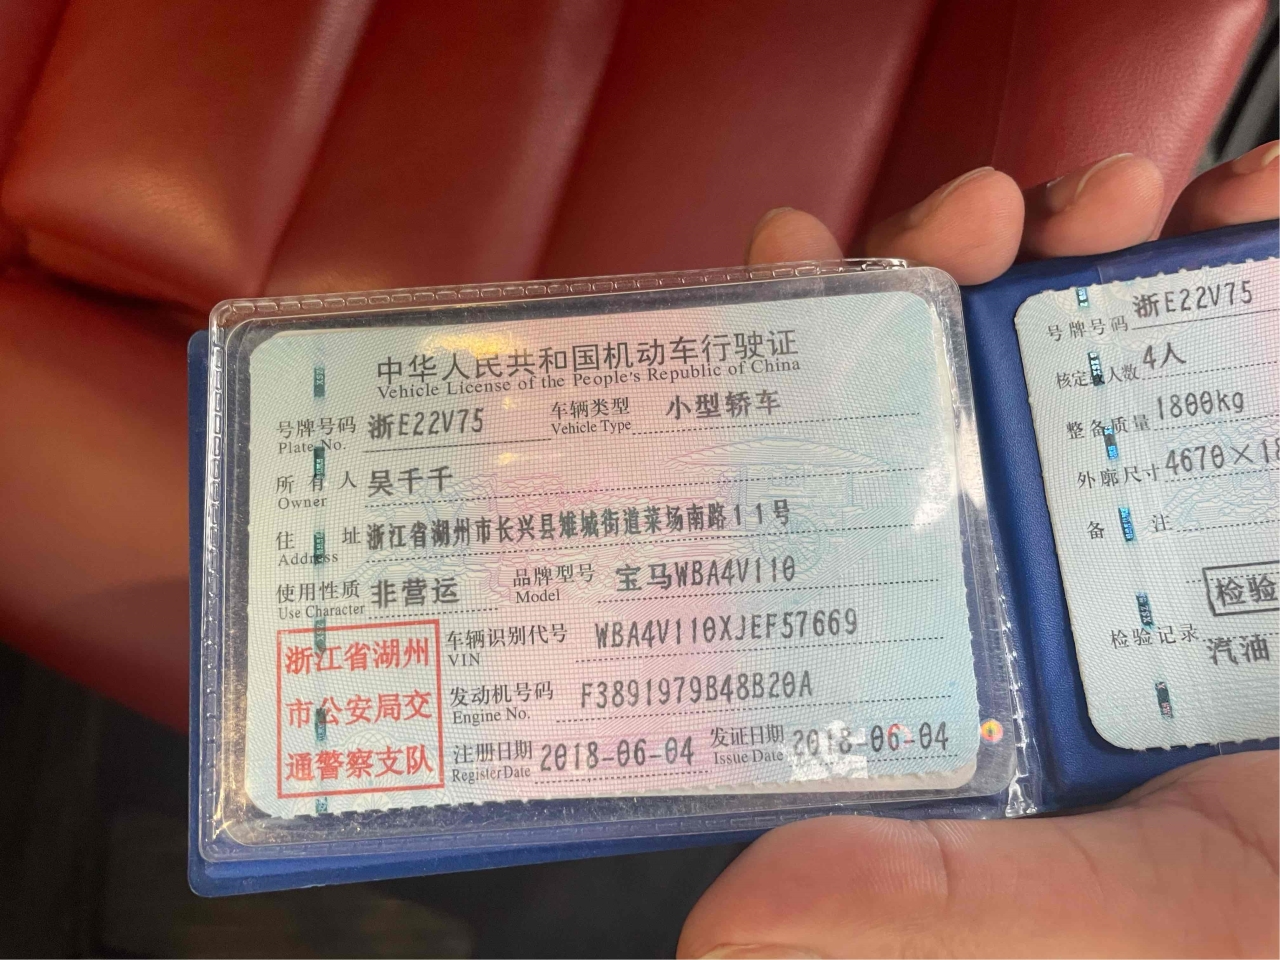 中华人民共和国机动车行驶证
Vehicle License of the People's Republic of China
号牌号码 浙E22V75 车辆类型 小型轿车
Plate No. Vehicle Type
所有人 吴千千
Owner
住址 浙江省湖州市长兴县雉城街道菜场南路11号
Address
使用性质 非营运 品牌型号 宝马WBA4V110
Use Character Model
浙江省湖州
市公安局交
通警察支队
车辆识别代号 WBA4V110XJEF57669
VIN
发动机号码 F3891979B48B20A
Engine No.
注册日期 2018-06-04 发证日期 2018-06-04
Register Date Issue Date
号牌号码 浙E22V75
核定载人数 4人
整备质量 1800kg
外廓尺寸 4670×18
备注
检验
检验记录
汽油